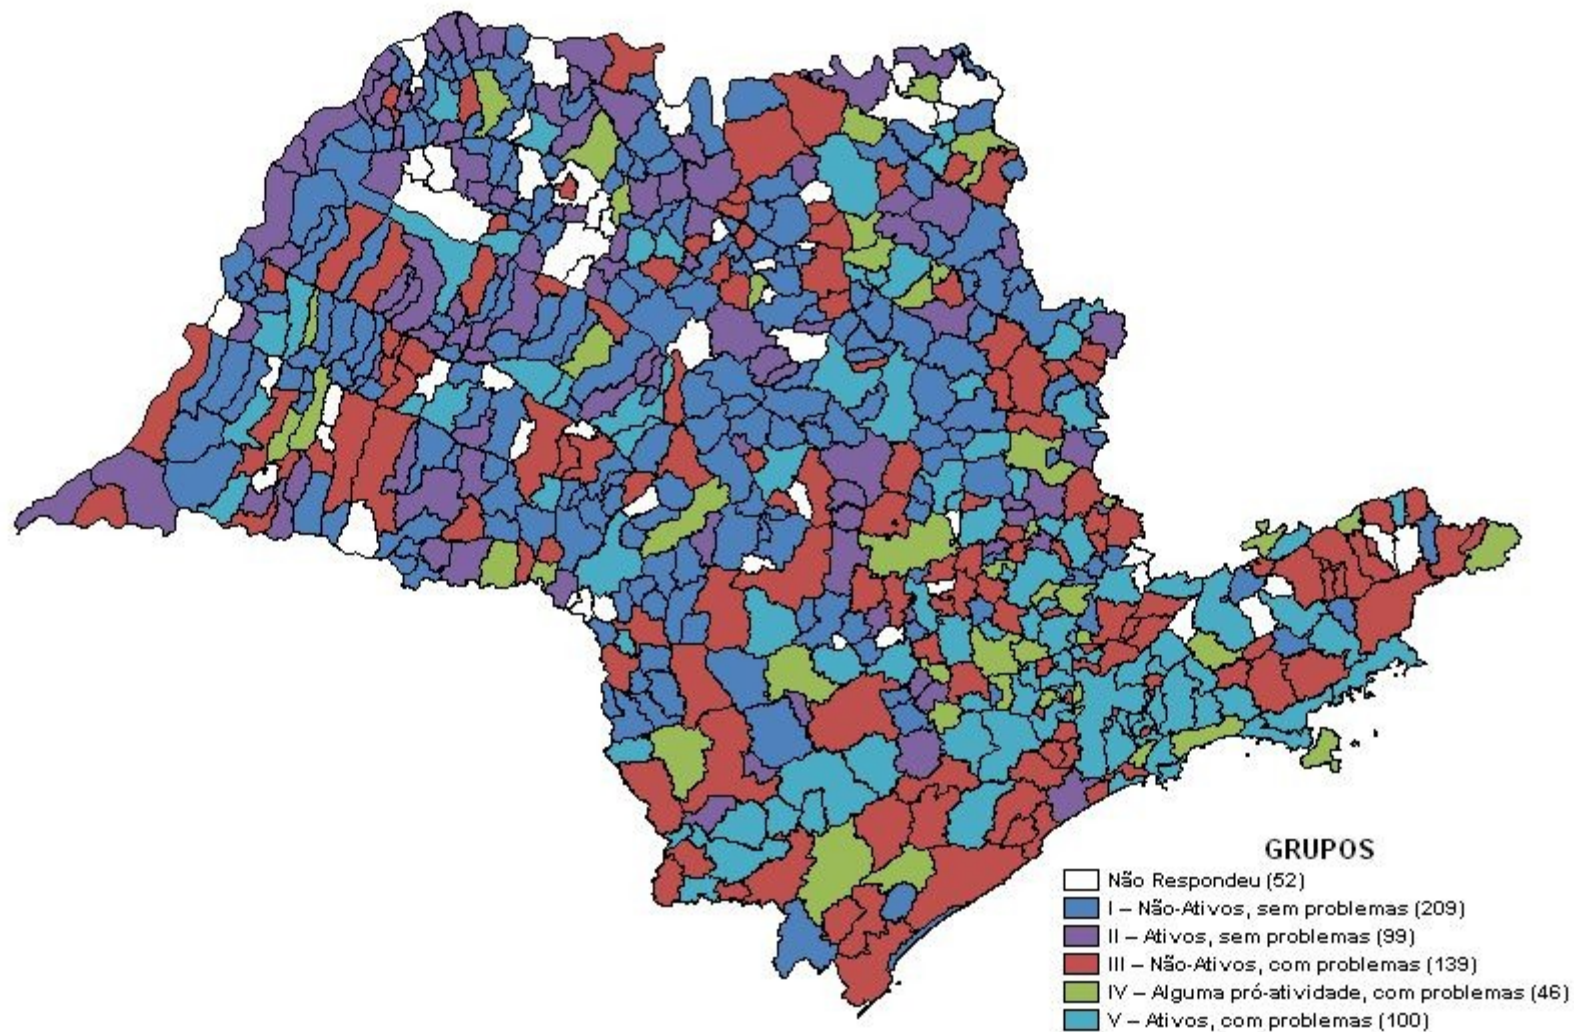 GRUPOS
Não Respondeu (52)
I – Não-Ativos, sem problemas (209)
II – Ativos, sem problemas (99)
III – Não-Ativos, com problemas (139)
IV – Alguma pró-atividade, com problemas (46)
V – Ativos, com problemas (100)